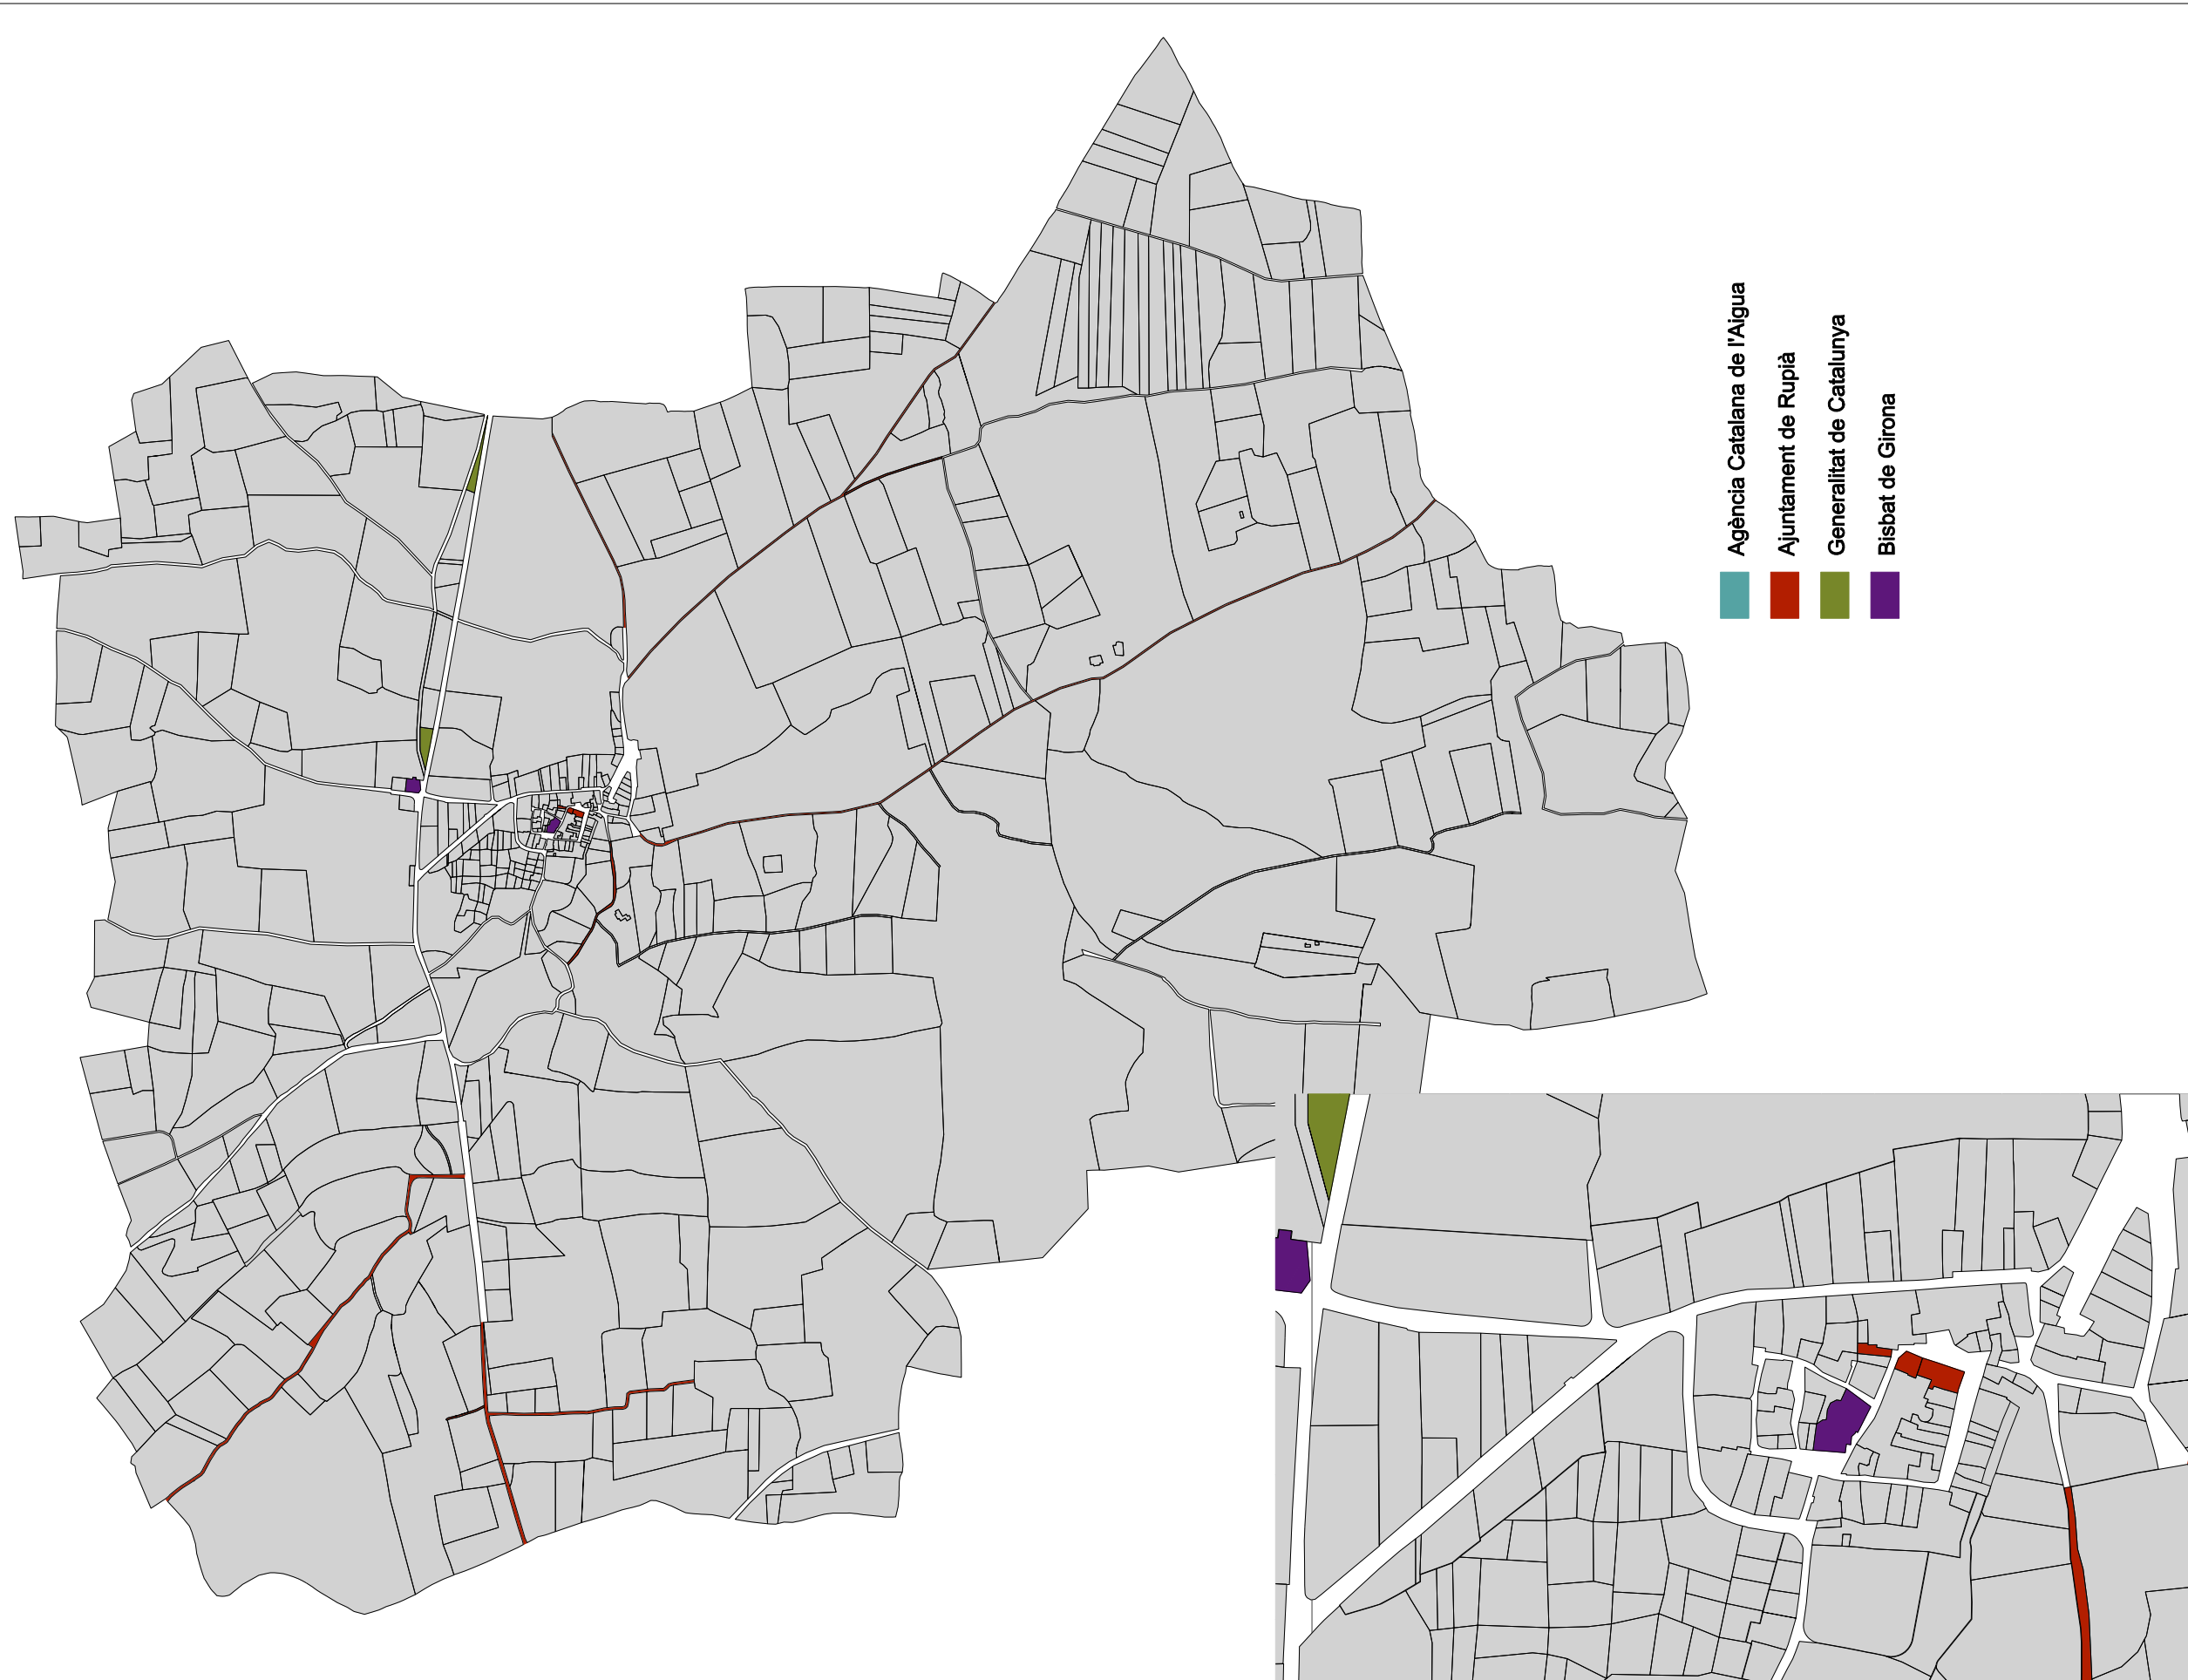 Agència Catalana de l'Aigua
Ajuntament de Rupià
Generalitat de Catalunya
Bisbat de Girona